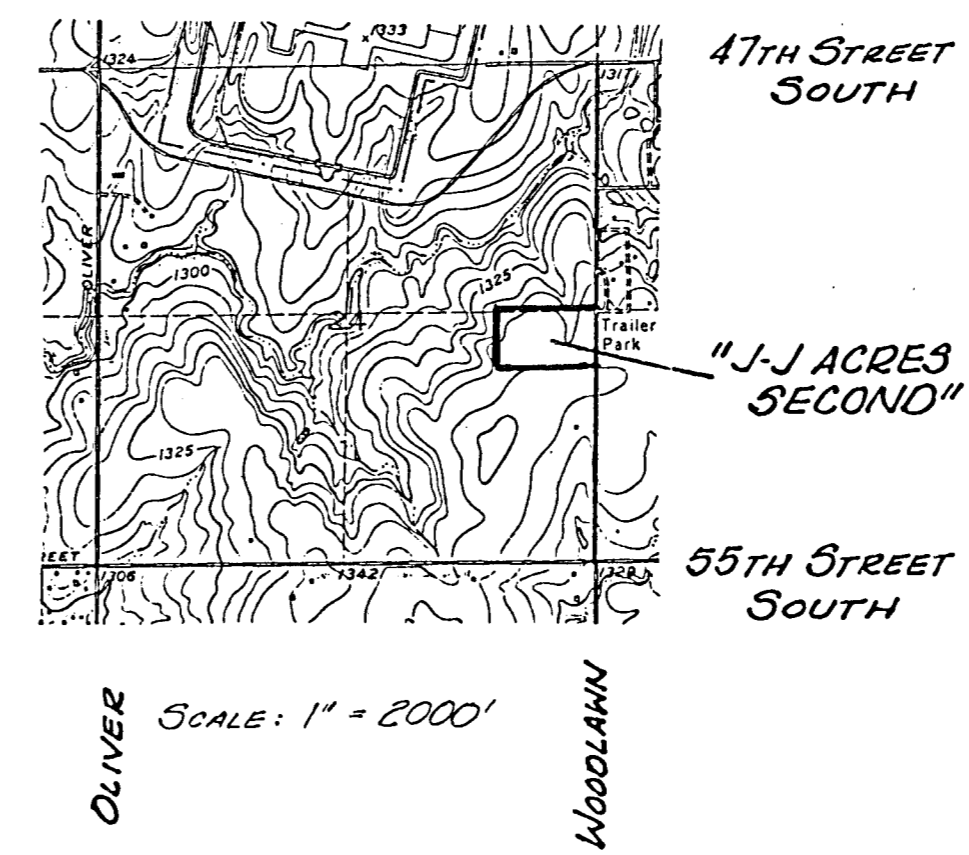 1333
1324
1317
47TH STREET
SOUTH
OLIVER
1300
1325
Trailer
Park
"J-J ACRES
SECOND"
1325
REET
1306
1342
1329
55TH STREET
SOUTH
OLIVER
SCALE: 1" = 2000'
WOODLAWN